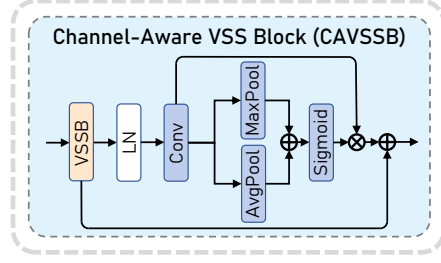 Channel-Aware VSS Block (CAVSSB)
VSSB
LN
Conv
MaxPool
AvgPool
Sigmoid